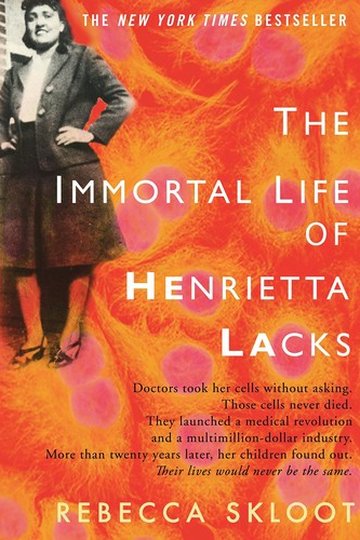 THE NEW YORK TIMES BESTSELLER
THE
IMMORTAL LIFE
OF
HENRIETTA
LACKS
Doctors took her cells without asking.
Those cells never died.
They launched a medical revolution
and a multimillion-dollar industry.
More than twenty years later, her children found out.
Their lives would never be the same.
REBECCA SKLOOT